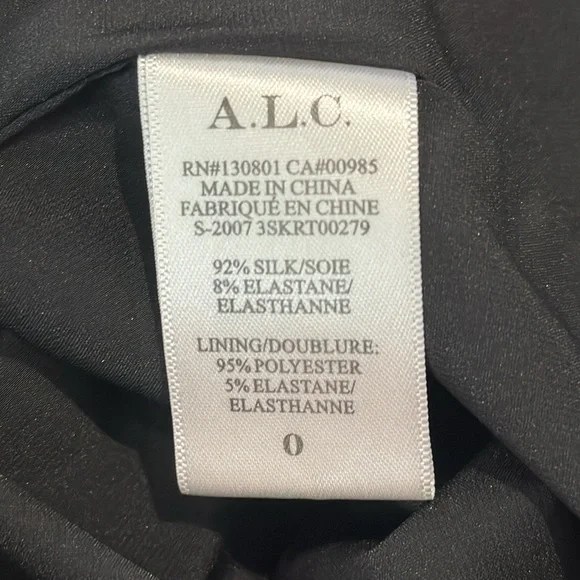 A.L.C.
RN#130801 CA#00985
MADE IN CHINA
FABRIQUÉ EN CHINE
S-2007 3SKRT00279
92% SILK/SOIE
8% ELASTANE/
ELASTHANNE
LINING/DOUBLURE:
95% POLYESTER
5% ELASTANE/
ELASTHANNE
0